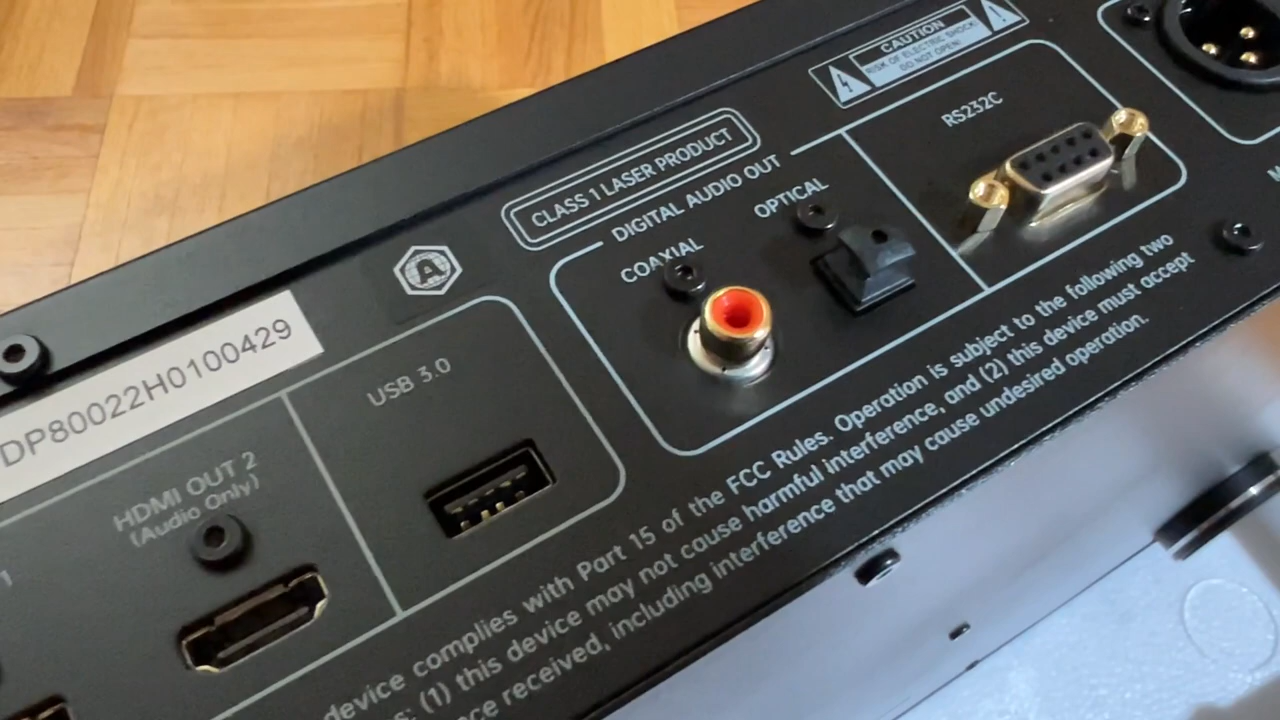 CAUTION
RISK OF ELECTRIC SHOCK
DO NOT OPEN!
RS232C
CLASS 1 LASER PRODUCT
DIGITAL AUDIO OUT
OPTICAL
COAXIAL
A
DP80022H0100429
USB 3.0
HDMI OUT 2
(Audio Only)
1
device complies with Part 15 of the FCC Rules. Operation is subject to the following two
(1) this device may not cause harmful interference, and (2) this device must accept
received, including interference that may cause undesired operation.